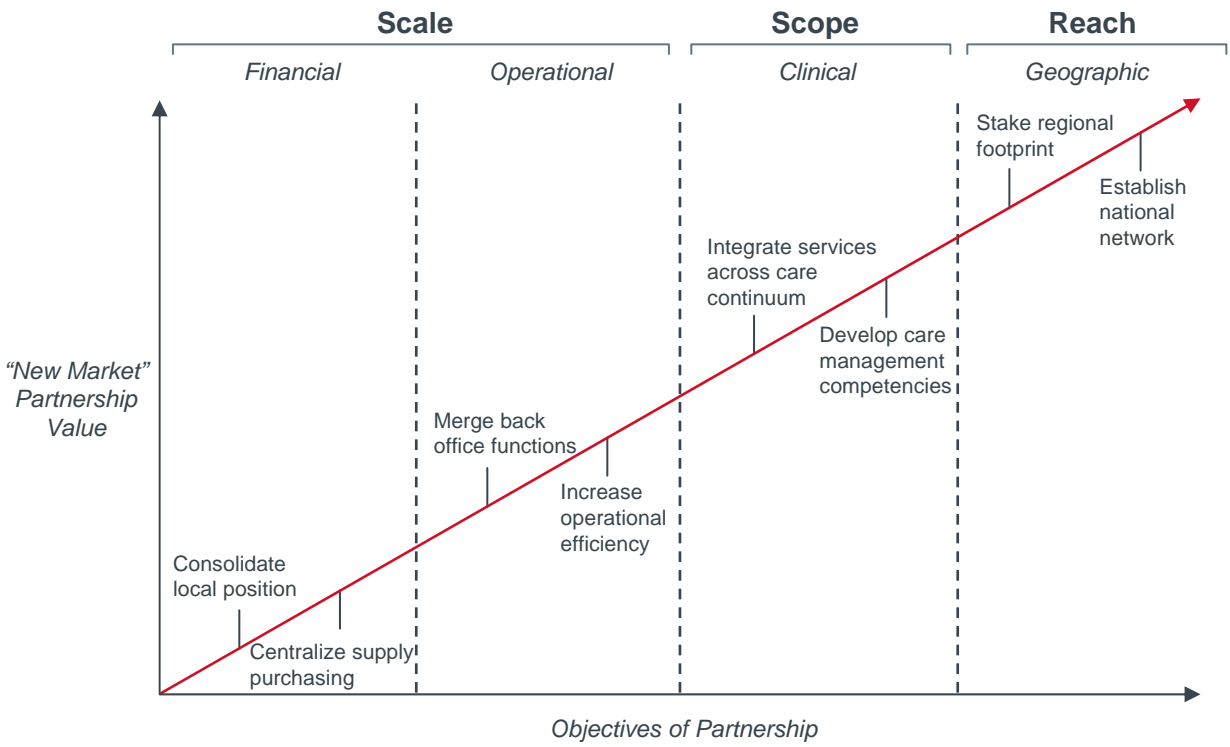 Scale
Scope
Reach
Financial
Operational
Clinical
Geographic
Stake regional
footprint
Establish
national
network
Integrate services
across care
continuum
Develop care
management
competencies
“New Market”
Partnership
Value
Merge back
office functions
Increase
operational
efficiency
Consolidate
local position
Centralize supply
purchasing
Objectives of Partnership